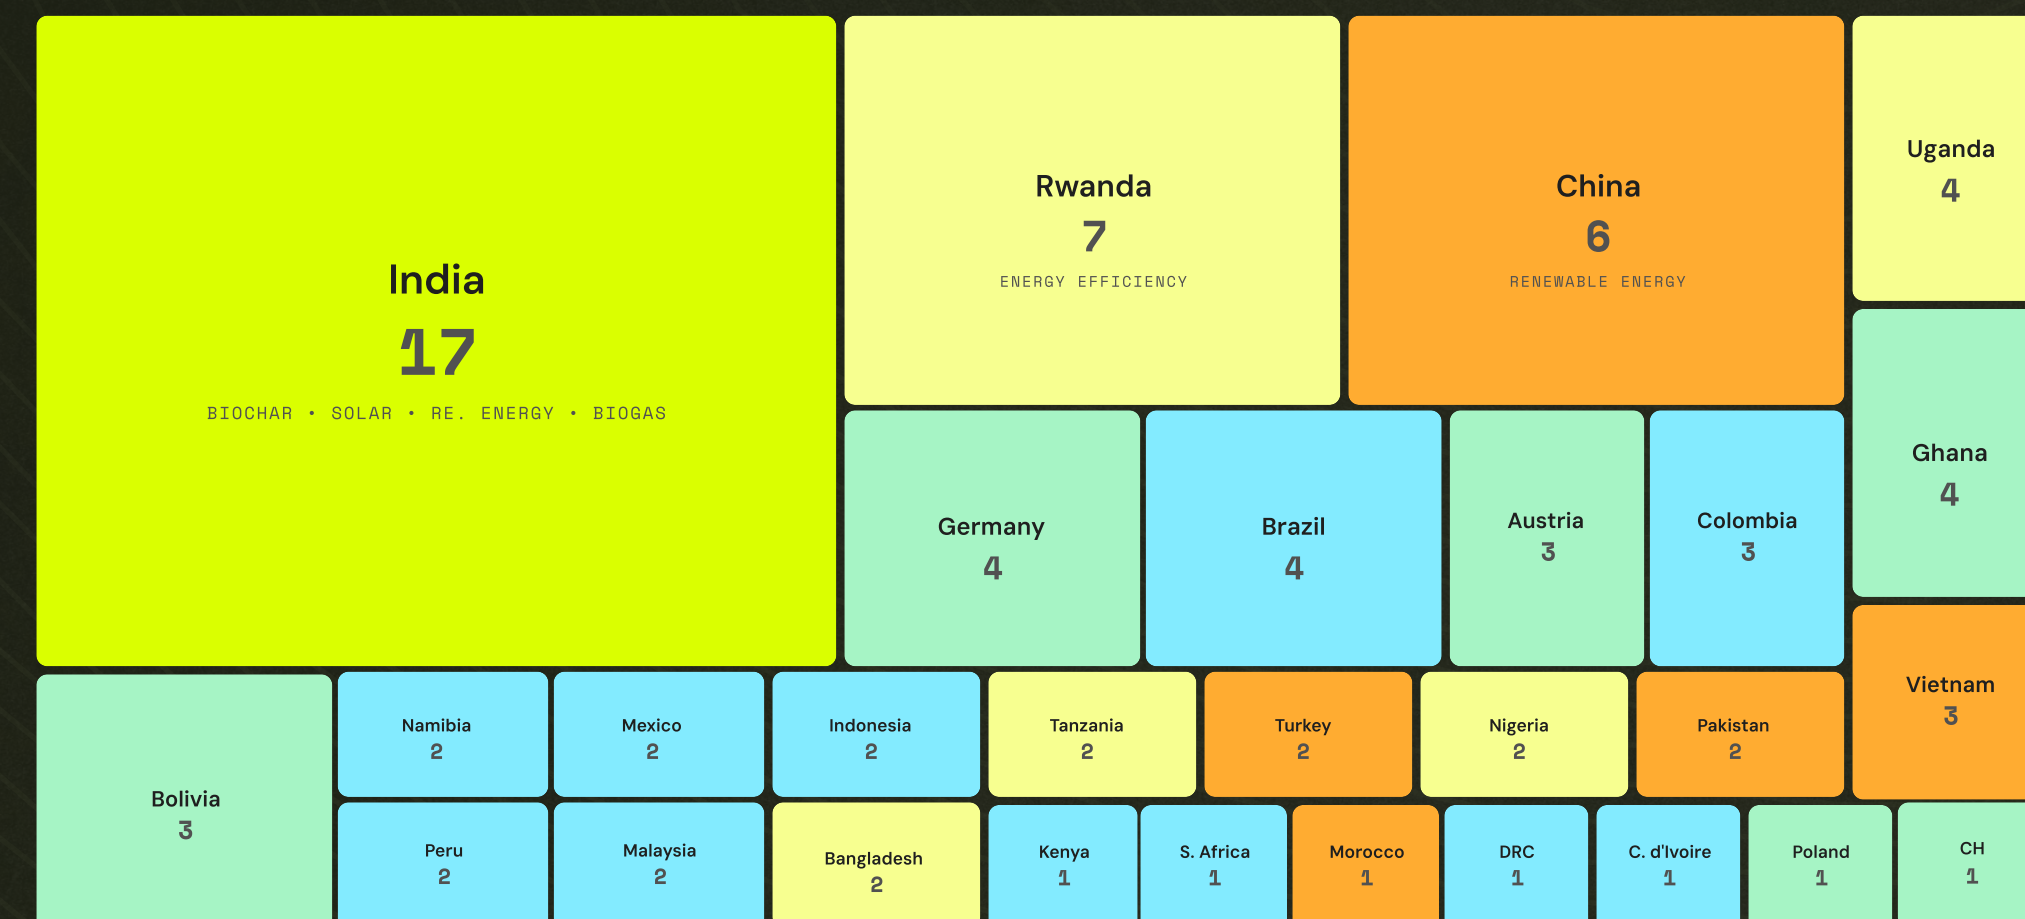 India
17
BIOCHAR • SOLAR • RE. ENERGY • BIOGAS
Rwanda
7
ENERGY EFFICIENCY
China
6
RENEWABLE ENERGY
Uganda
4
Ghana
4
Germany
4
Brazil
4
Austria
3
Colombia
3
Vietnam
3
Bolivia
3
Namibia
2
Mexico
2
Indonesia
2
Tanzania
2
Turkey
2
Nigeria
2
Pakistan
2
Peru
2
Malaysia
2
Bangladesh
2
Kenya
1
S. Africa
1
Morocco
1
DRC
1
C. d'Ivoire
1
Poland
1
CH
1